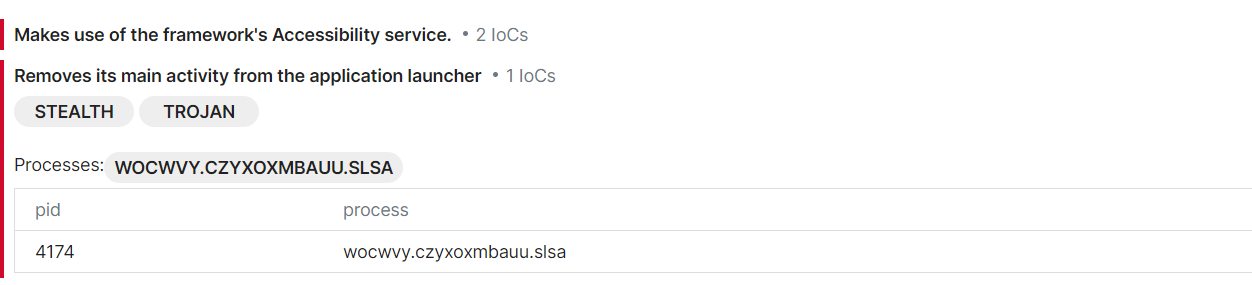 Makes use of the framework's Accessibility service. • 2 IoCs
Removes its main activity from the application launcher • 1 IoCs
STEALTH TROJAN
Processes: WOCWVY.CZYXOXMBAUU.SLSA
pid process
4174 wocwvy.czyxoxmbauu.slsa